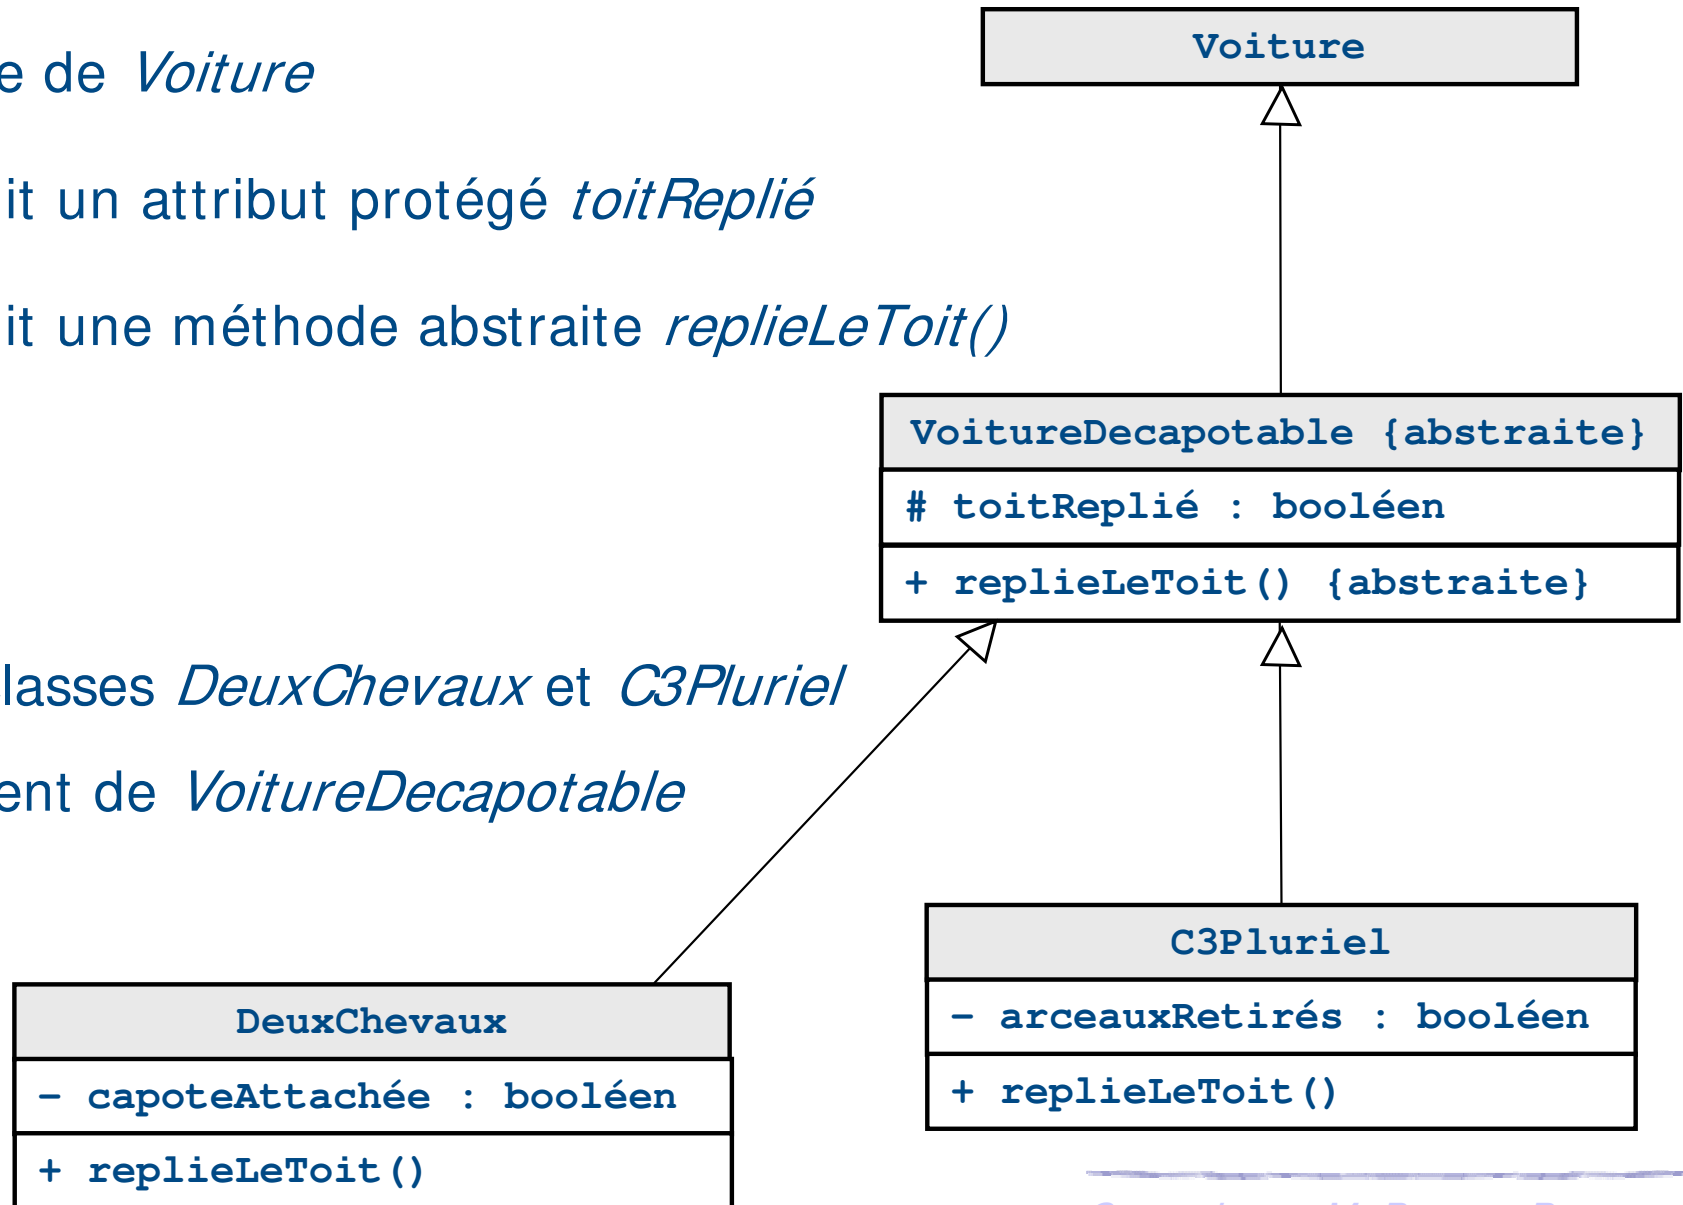 e de Voiture
it un attribut protégé toitReplié
it une méthode abstraite replieLeToit()
lasses DeuxChevaux et C3Pluriel
ent de VoitureDecapotable
Voiture
VoitureDecapotable {abstraite}
# toitReplié : booléen
+ replieLeToit() {abstraite}
C3Pluriel
- arceauxRetirés : booléen
+ replieLeToit()
DeuxChevaux
- capoteAttachée : booléen
+ replieLeToit()